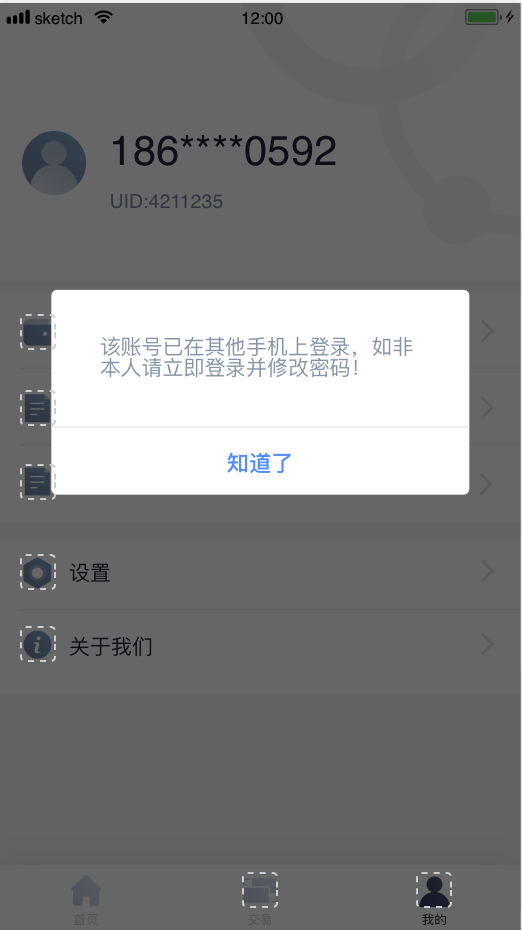 sketch 12:00
186****0592
UID:4211235
该账号已在其他手机上登录，如非
本人请立即登录并修改密码！
知道了
设置
关于我们
首页 交易 我的